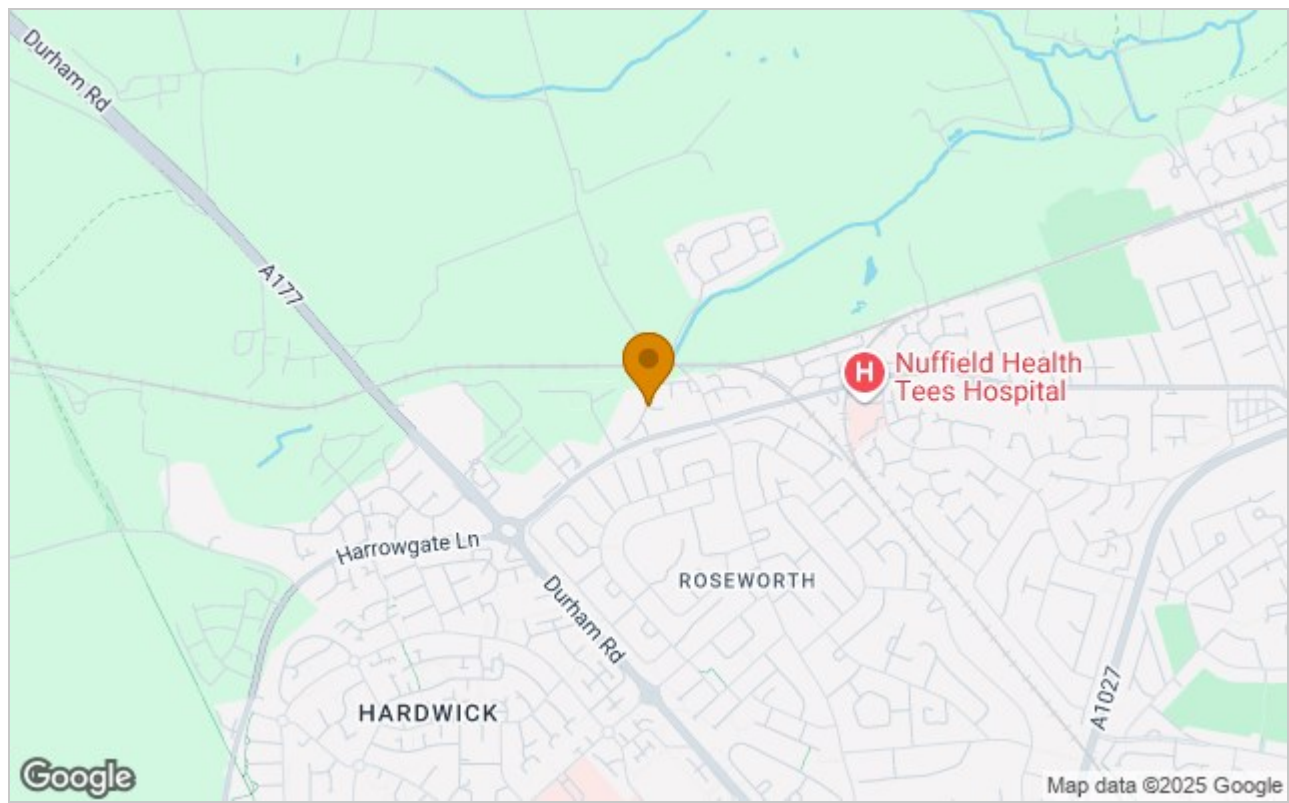 Durham Rd
A177
H
Nuffield Health
Tees Hospital
Harrowgate Ln
ROSEWORTH
Durham Rd
A1027
HARDWICK
Google
Map data ©2025 Google